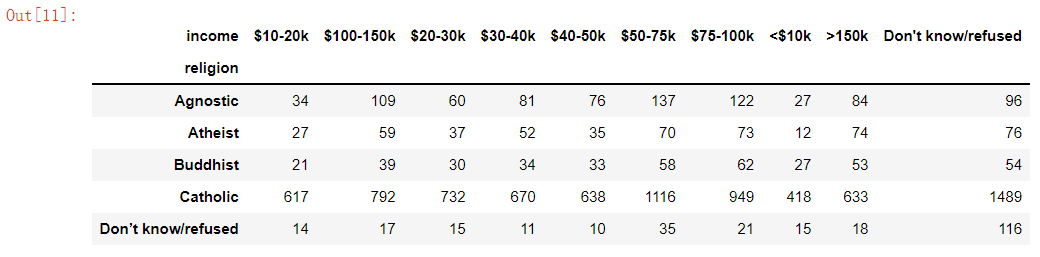 Out[11]:
income $10-20k $100-150k $20-30k $30-40k $40-50k $50-75k $75-100k <$10k >150k Don't know/refused
religion
Agnostic 34 109 60 81 76 137 122 27 84 96
Atheist 27 59 37 52 35 70 73 12 74 76
Buddhist 21 39 30 34 33 58 62 27 53 54
Catholic 617 792 732 670 638 1116 949 418 633 1489
Don’t know/refused 14 17 15 11 10 35 21 15 18 116